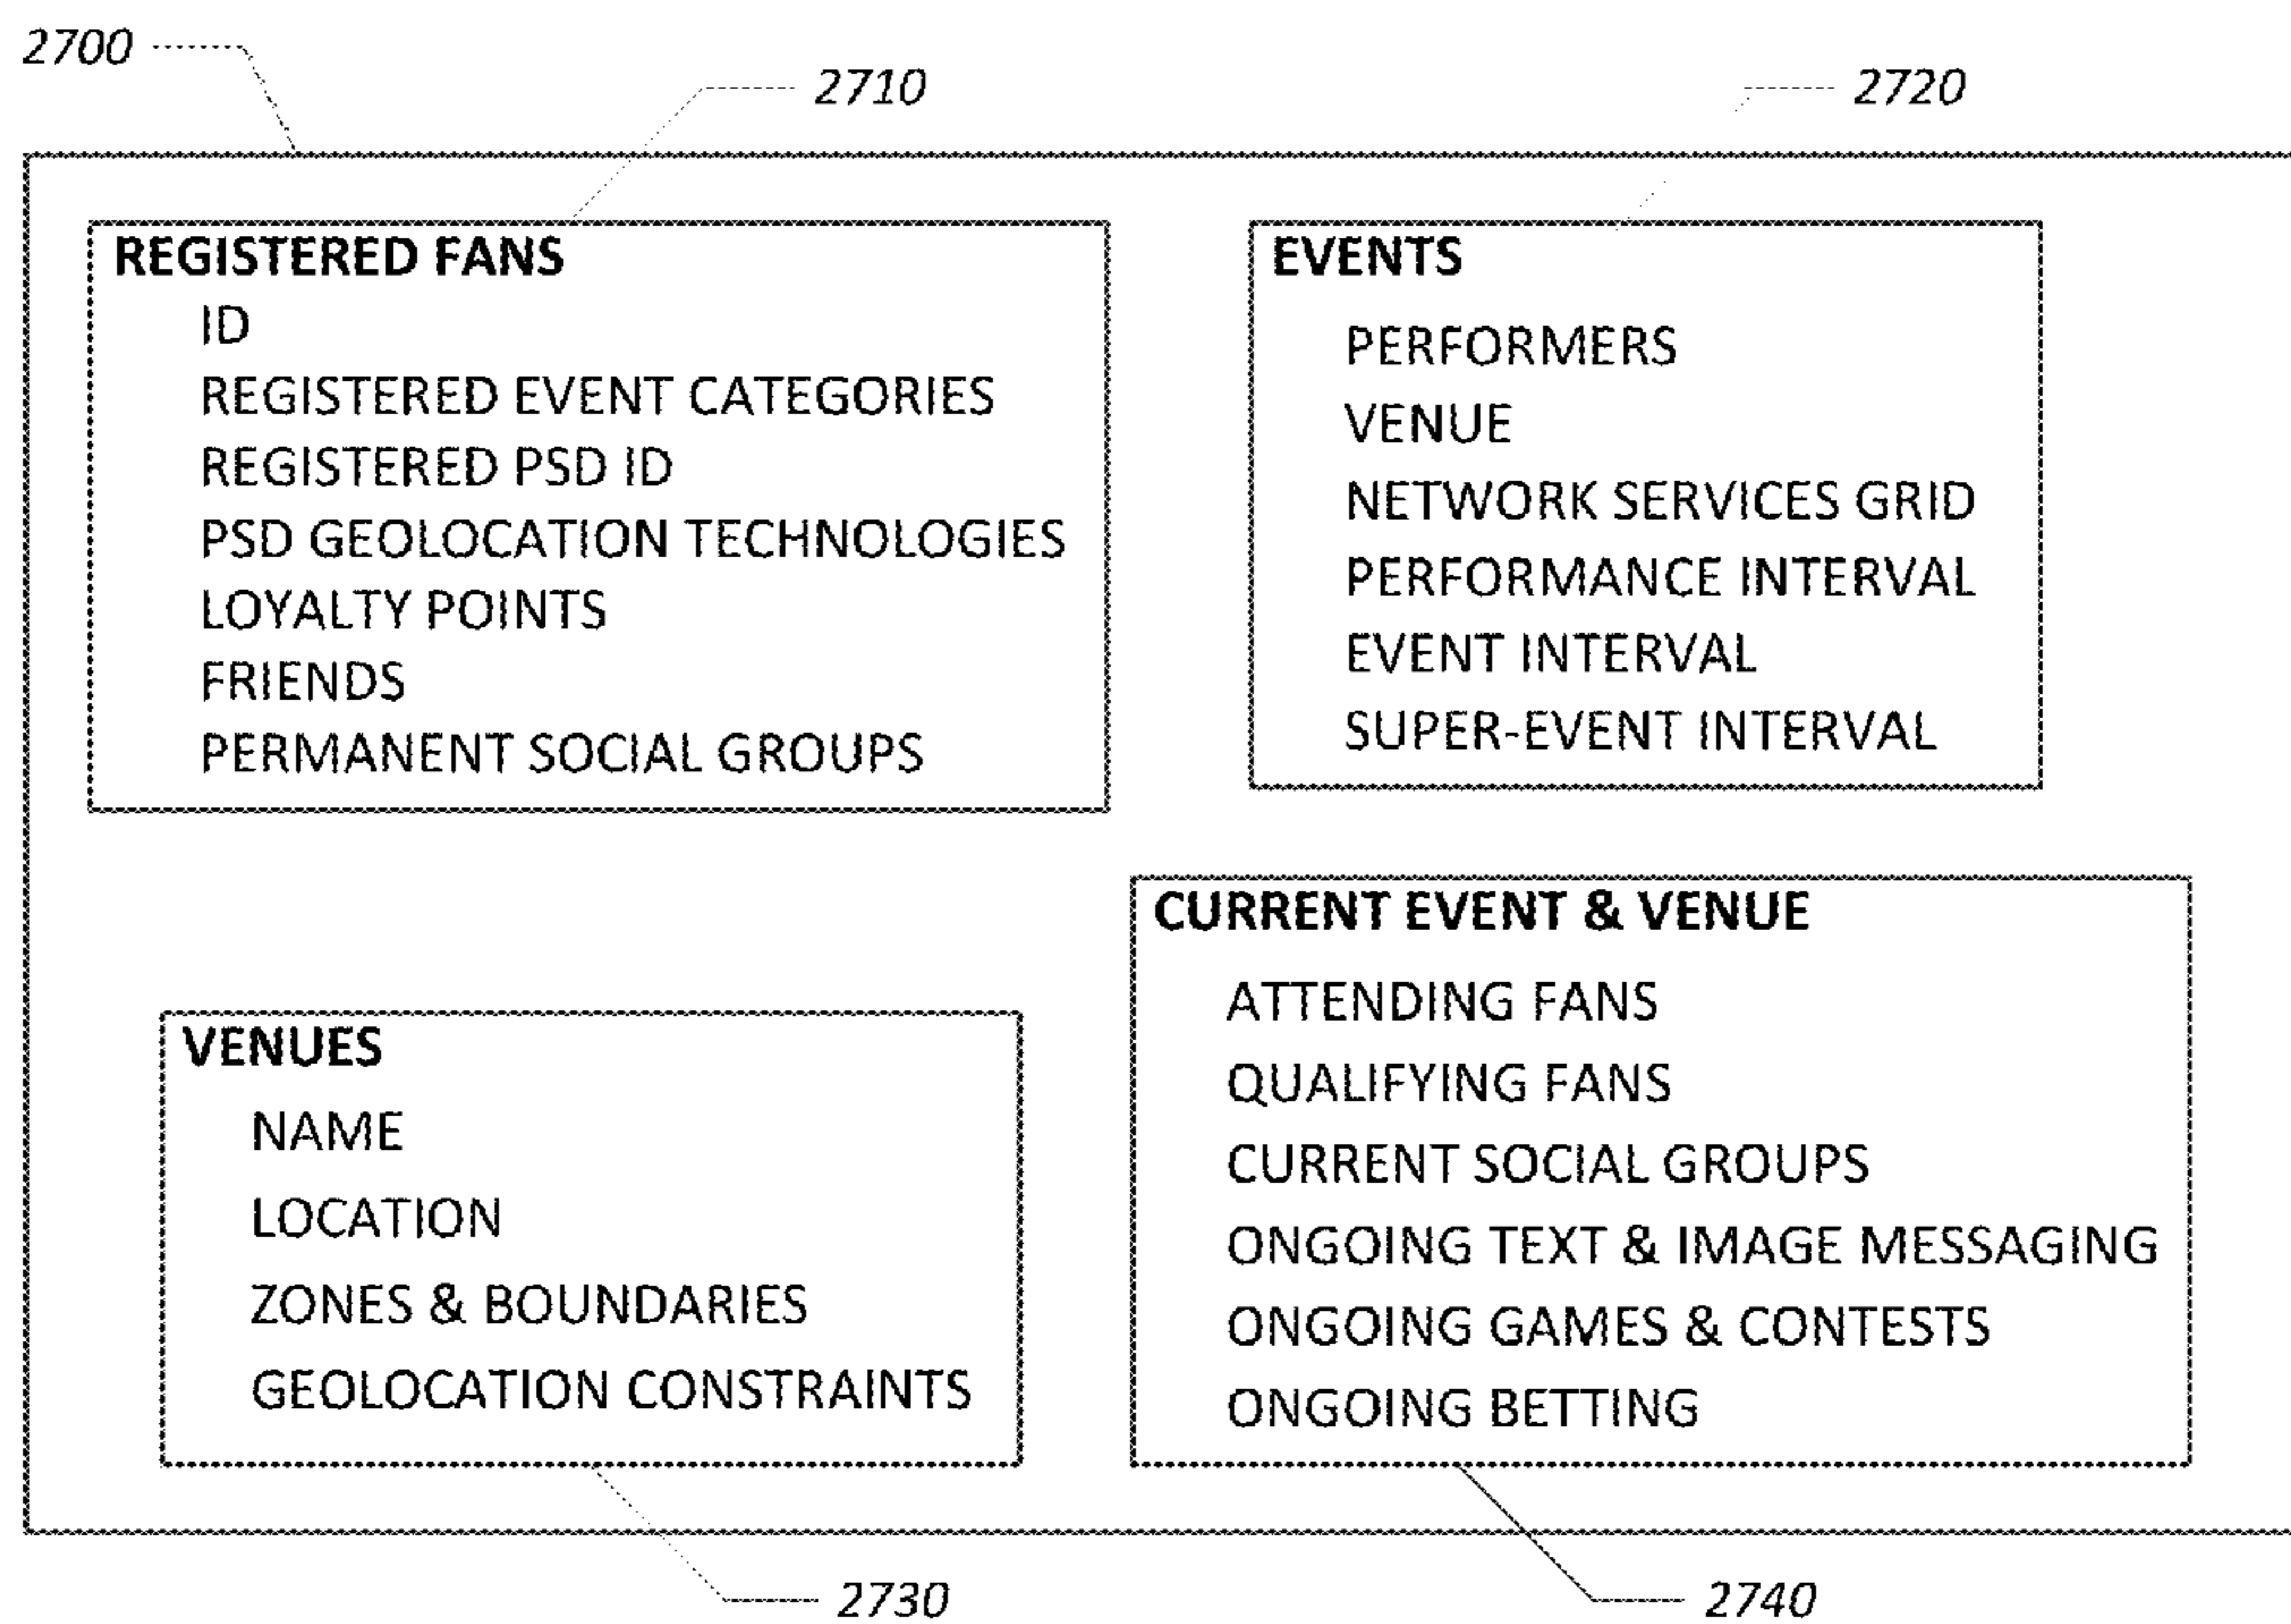 2700
2710
2720
REGISTERED FANS
ID
REGISTERED EVENT CATEGORIES
REGISTERED PSD ID
PSD GEOLOCATION TECHNOLOGIES
LOYALTY POINTS
FRIENDS
PERMANENT SOCIAL GROUPS
EVENTS
PERFORMERS
VENUE
NETWORK SERVICES GRID
PERFORMANCE INTERVAL
EVENT INTERVAL
SUPER-EVENT INTERVAL
VENUES
NAME
LOCATION
ZONES & BOUNDARIES
GEOLOCATION CONSTRAINTS
CURRENT EVENT & VENUE
ATTENDING FANS
QUALIFYING FANS
CURRENT SOCIAL GROUPS
ONGOING TEXT & IMAGE MESSAGING
ONGOING GAMES & CONTESTS
ONGOING BETTING
2730
2740